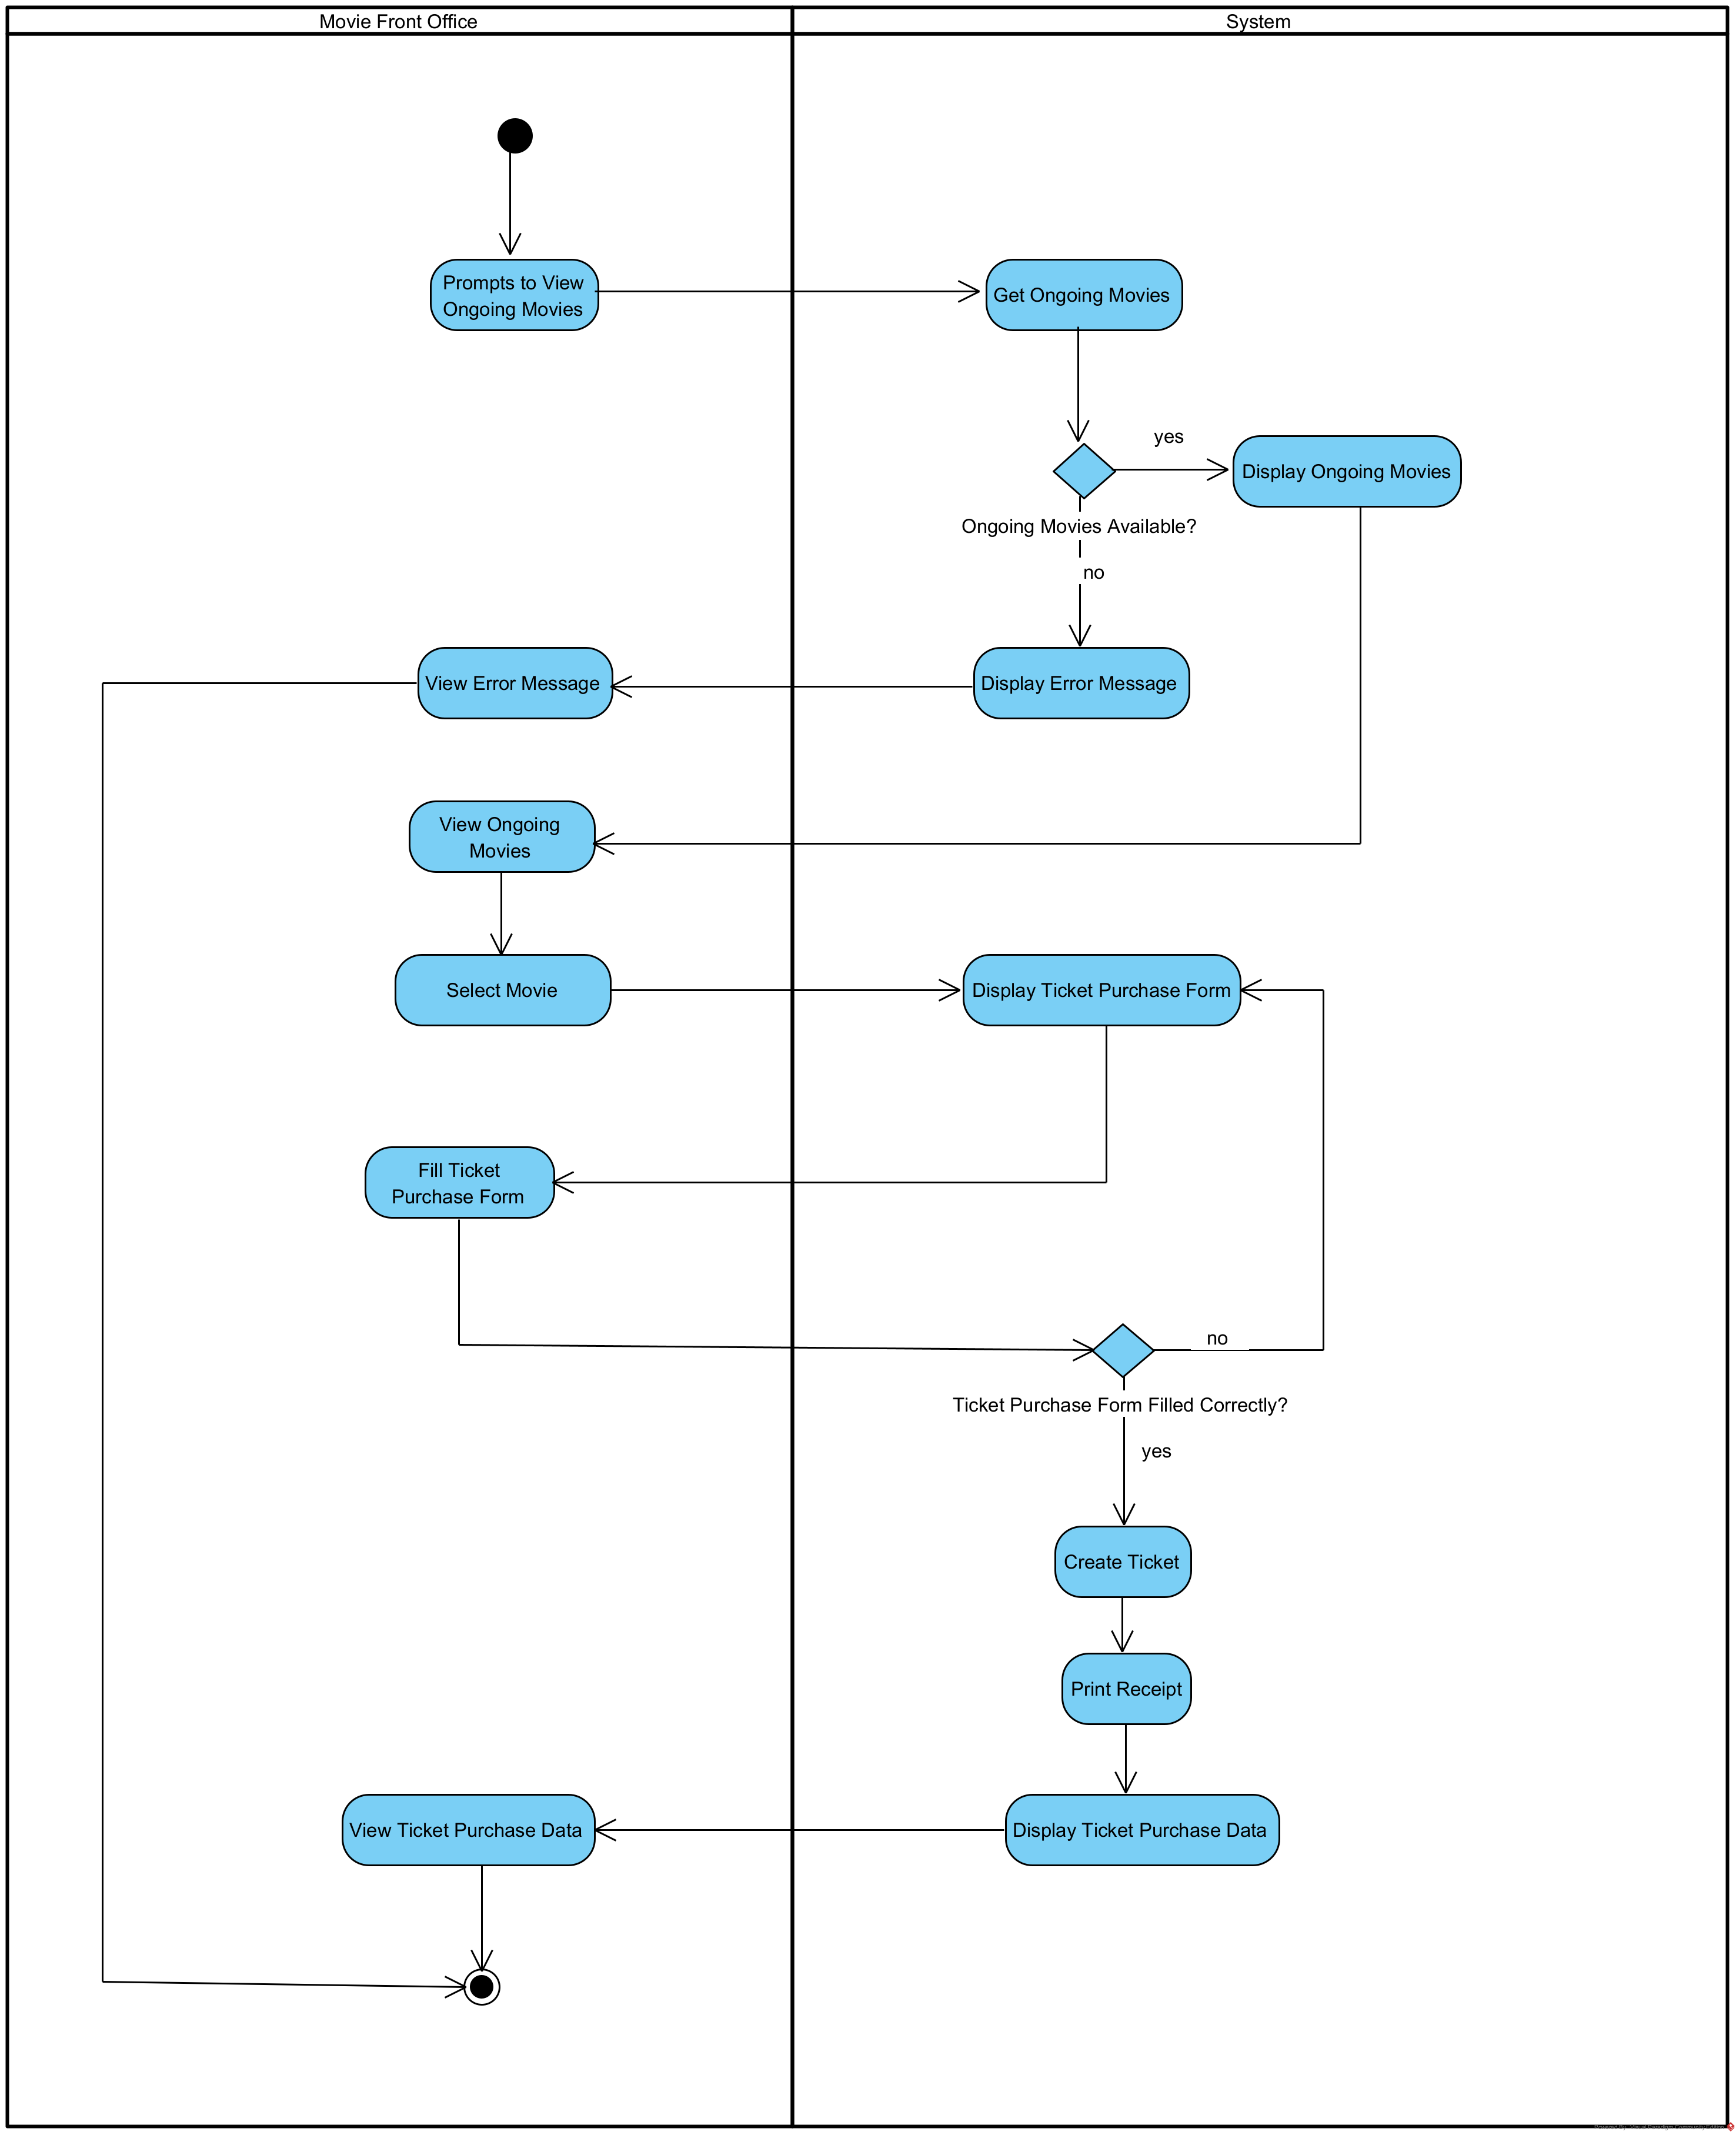 Movie Front Office
System
Prompts to View
Ongoing Movies
Get Ongoing Movies
yes
Display Ongoing Movies
Ongoing Movies Available?
no
View Error Message
Display Error Message
View Ongoing
Movies
Select Movie
Display Ticket Purchase Form
Fill Ticket
Purchase Form
no
Ticket Purchase Form Filled Correctly?
yes
Create Ticket
Print Receipt
View Ticket Purchase Data
Display Ticket Purchase Data